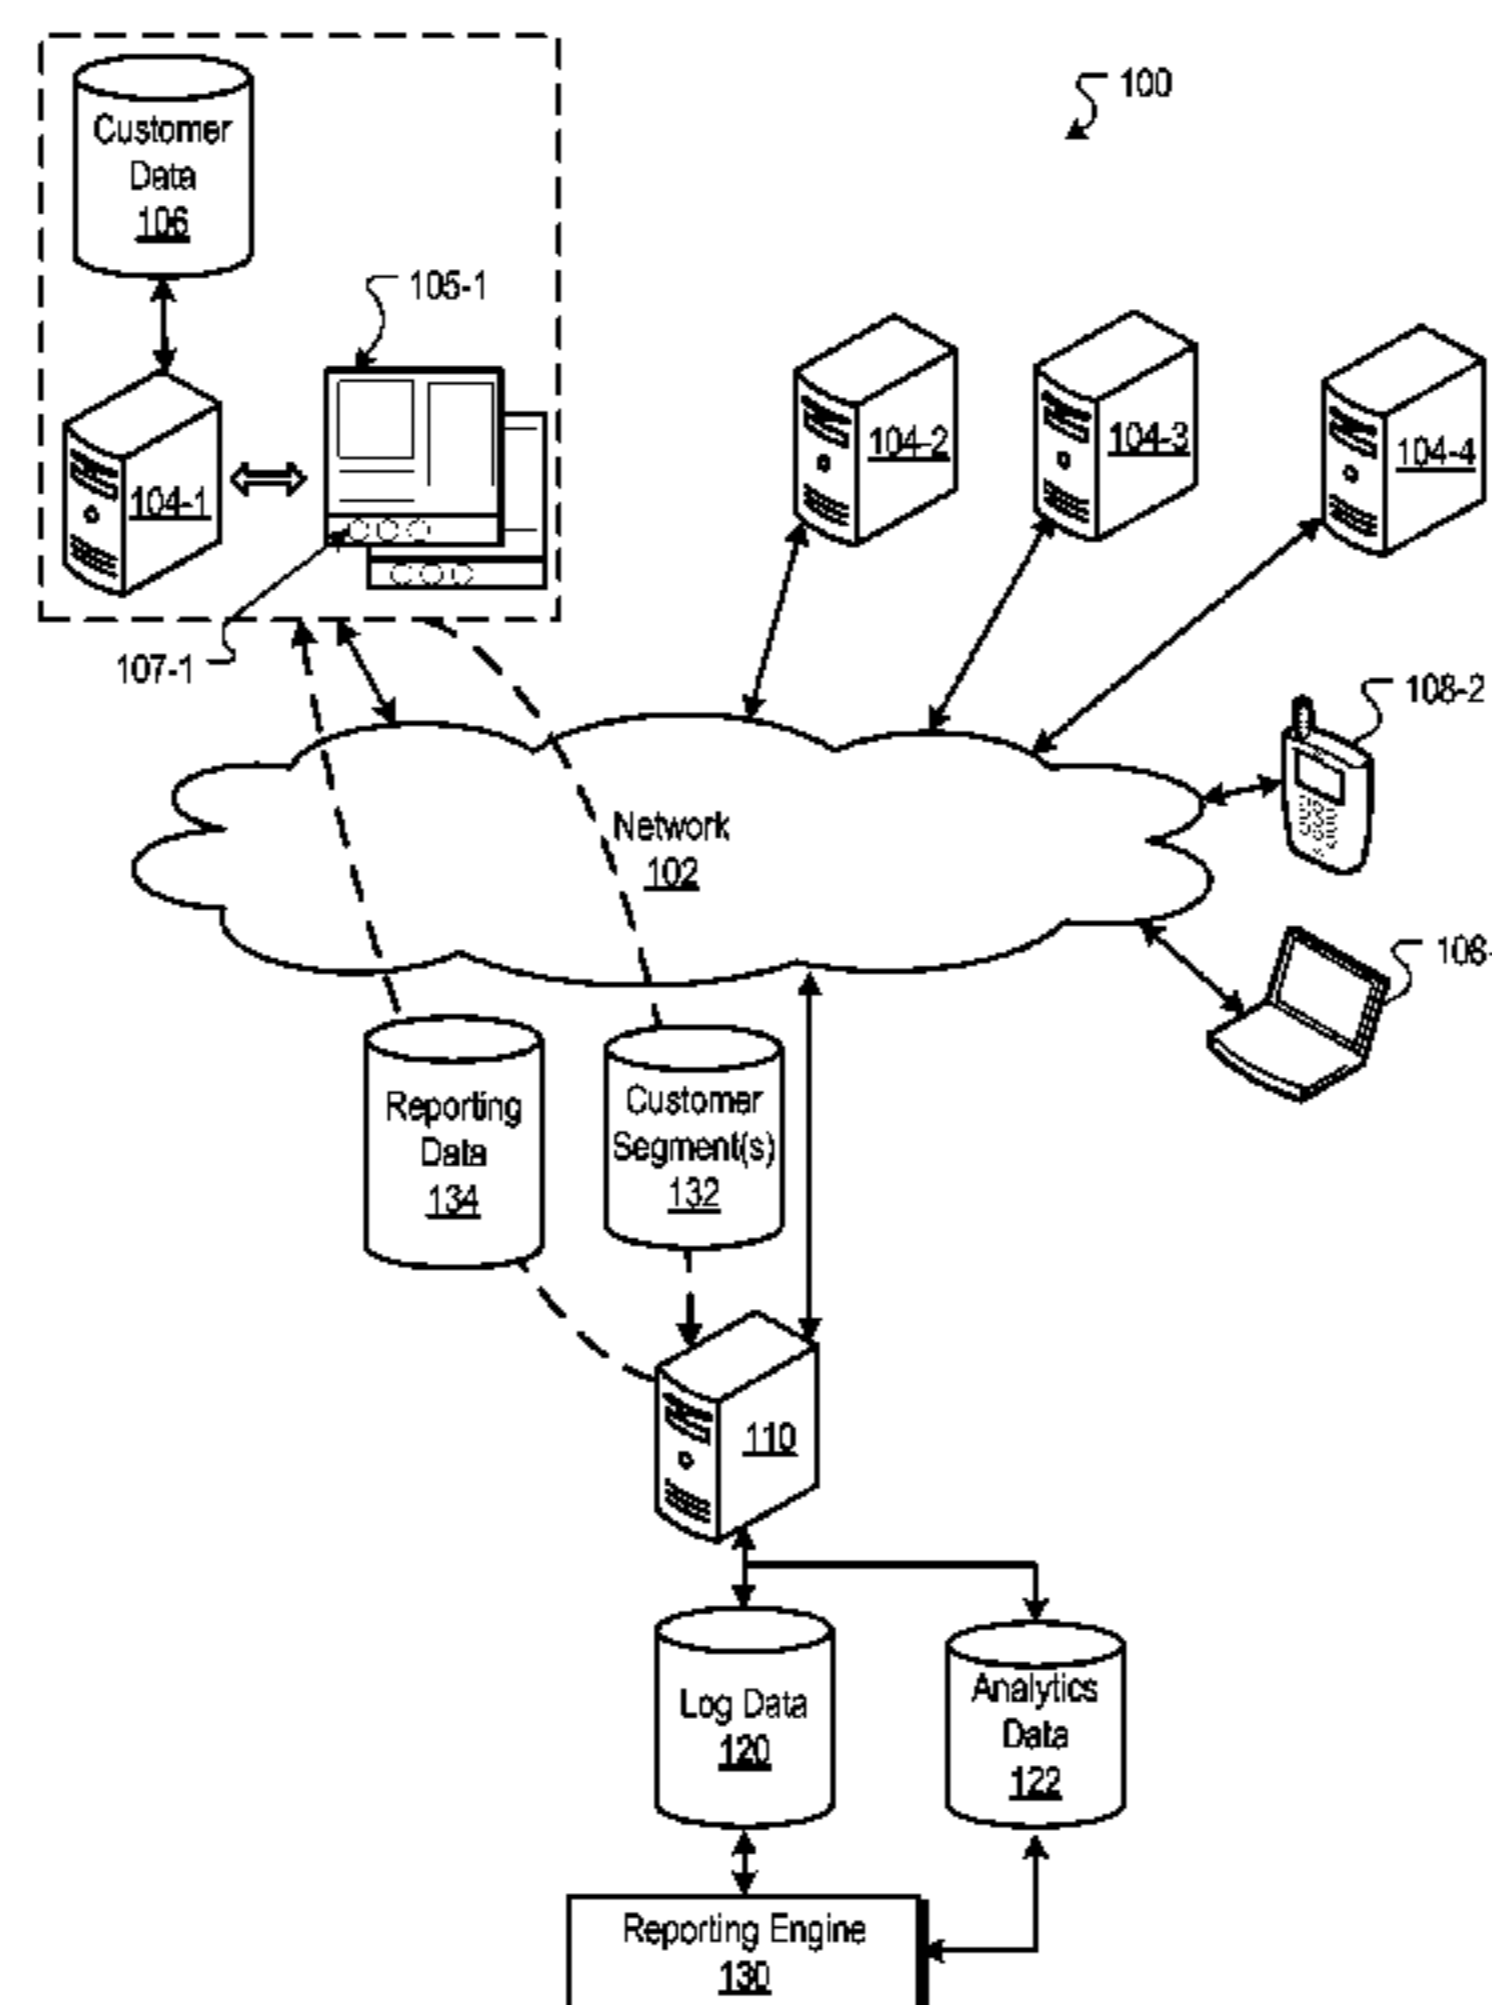 100
Customer
Data
106
105-1
104-1
104-2
104-3
104-4
107-1
108-2
Network
102
108-
Reporting
Data
134
Customer
Segment(s)
132
110
Log Data
120
Analytics
Data
122
Reporting Engine
130